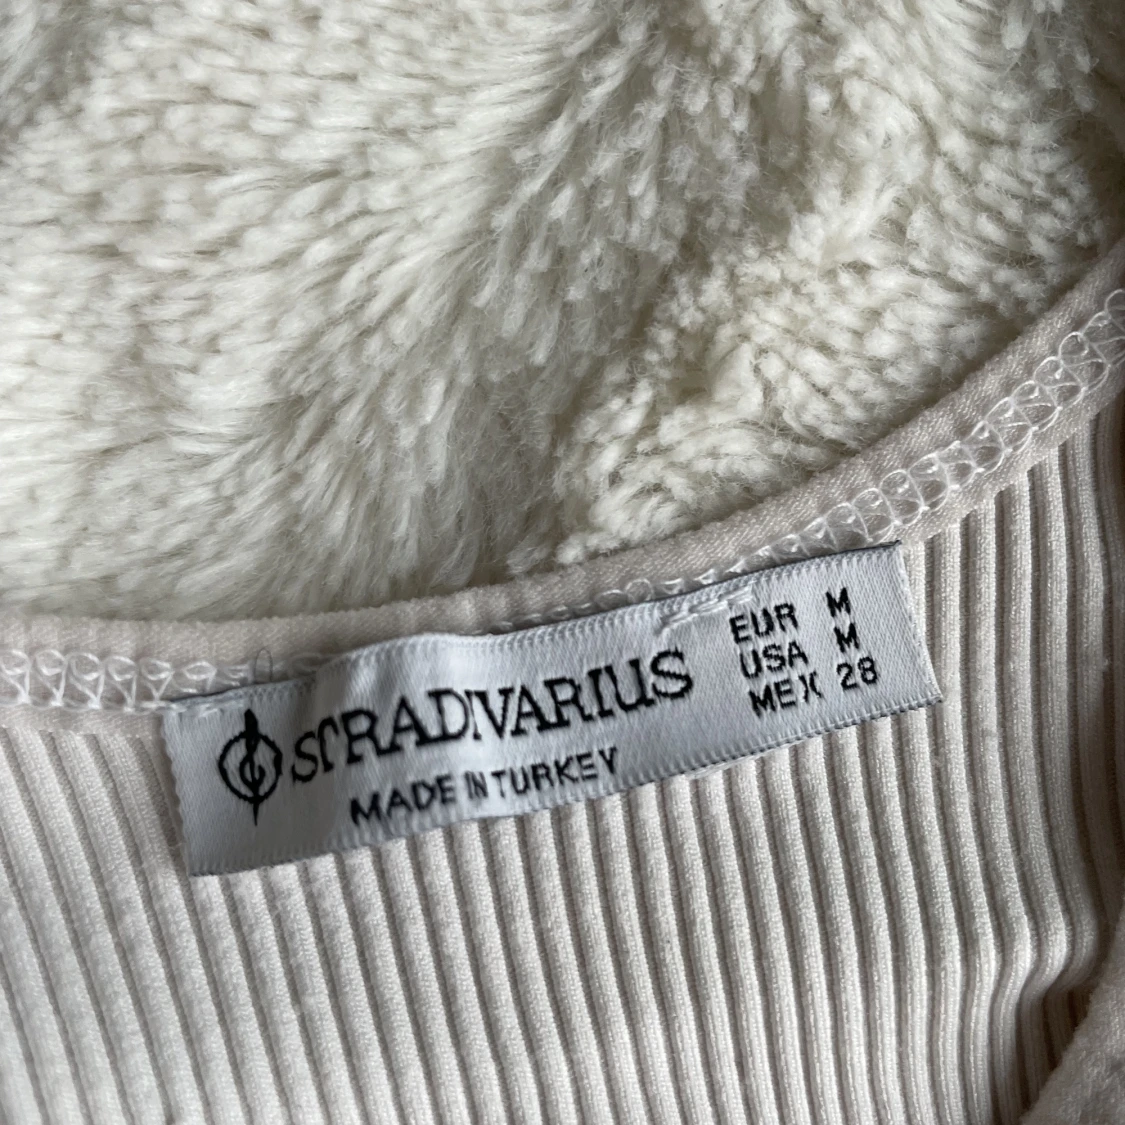 STRADIVARIUS
MADE IN TURKEY
EUR M
USA M
MEX 28